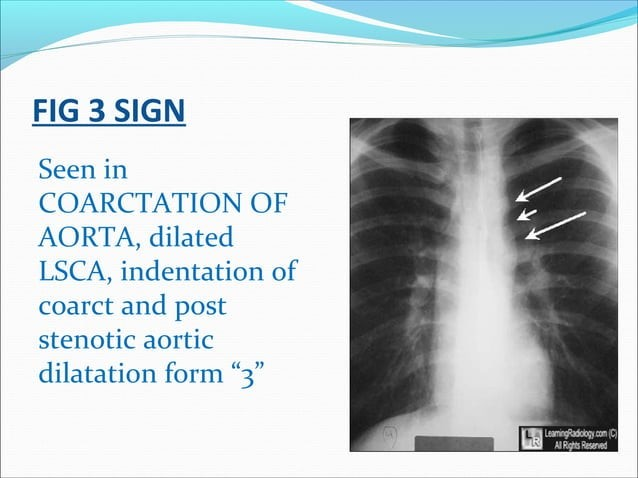 FIG 3 SIGN
Seen in
COARCTATION OF
AORTA, dilated
LSCA, indentation of
coarct and post
stenotic aortic
dilatation form “3”
LearningRadiology.com (C)
All Rights Reserved